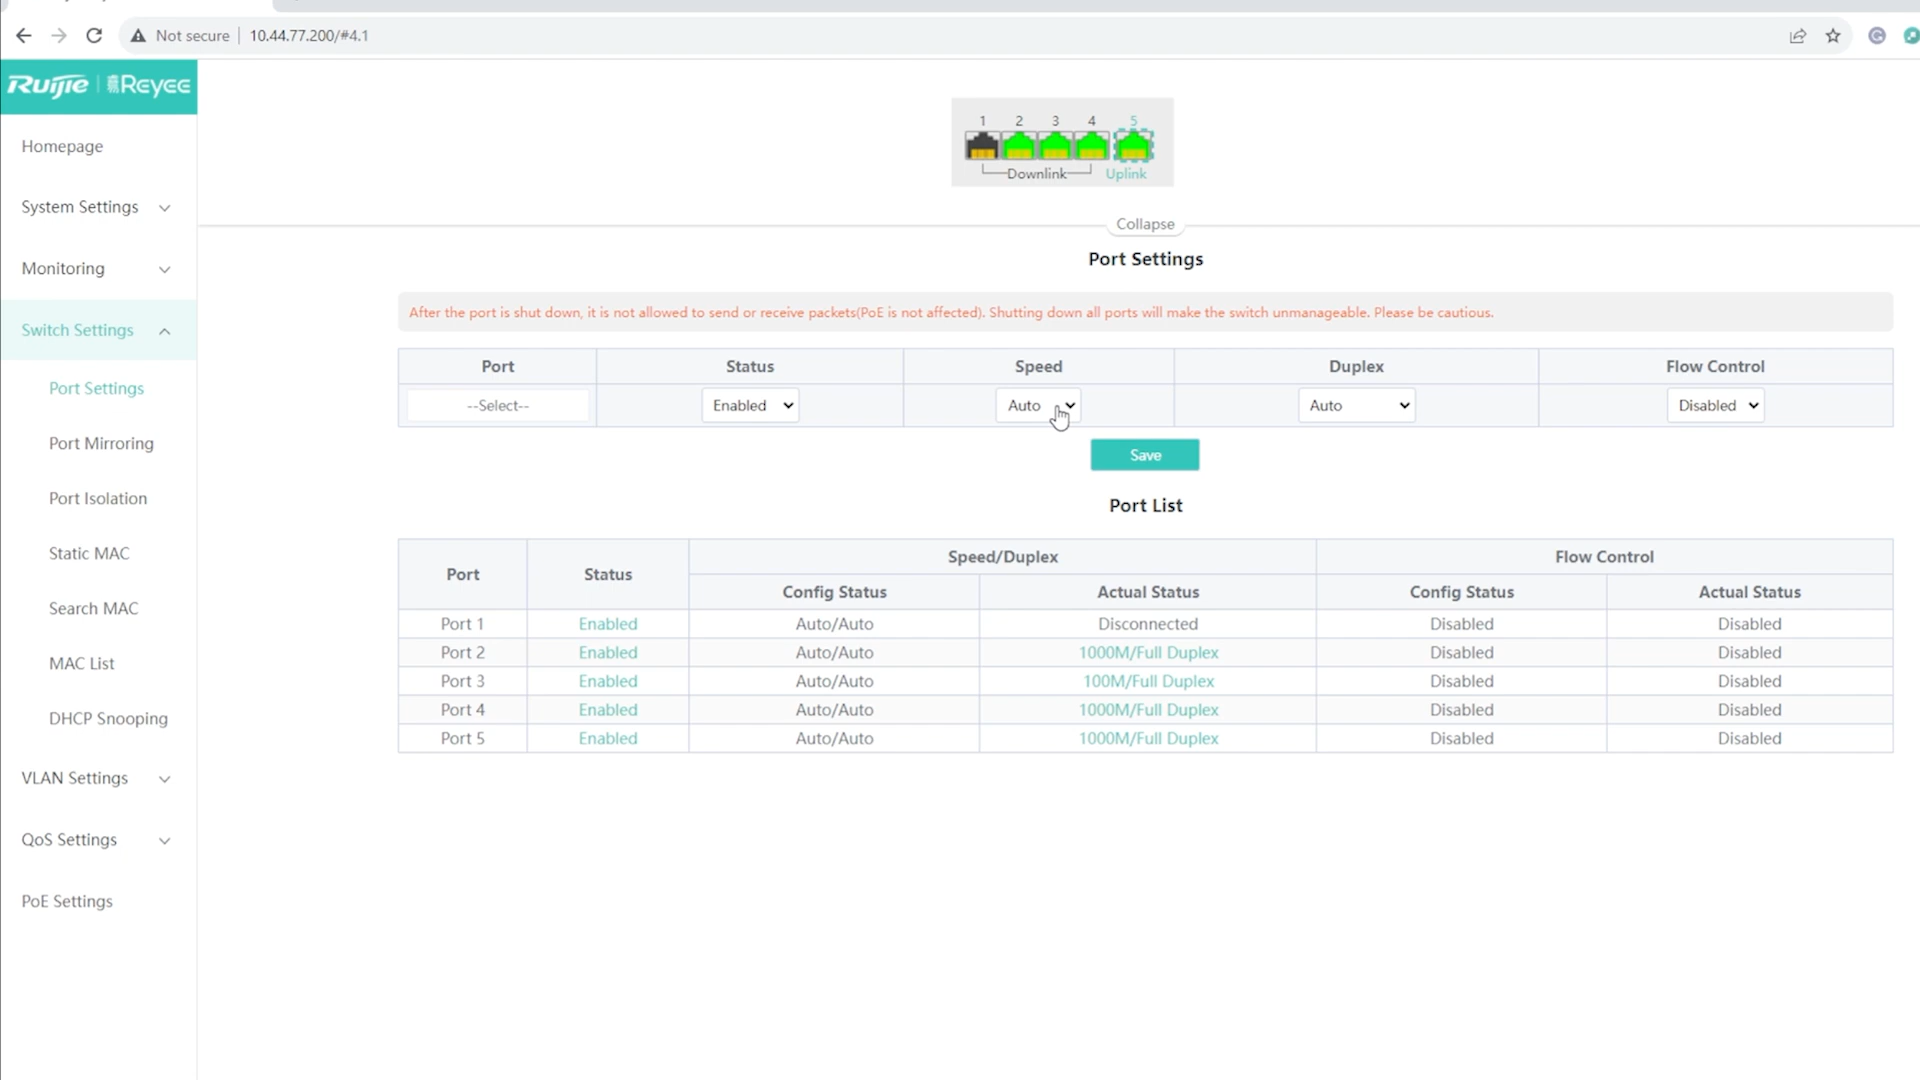 Not secure | 10.44.77.200/#4.1
Ruijie | 睿易 Reyee
1 2 3 4 5
Downlink Uplink
Homepage
System Settings
Monitoring
Switch Settings
Port Settings
Port Mirroring
Port Isolation
Static MAC
Search MAC
MAC List
DHCP Snooping
VLAN Settings
QoS Settings
PoE Settings
Collapse
Port Settings
After the port is shut down, it is not allowed to send or receive packets(PoE is not affected). Shutting down all ports will make the switch unmanageable. Please be cautious.
Port Status Speed Duplex Flow Control
--Select-- Enabled Auto Auto Disabled
Save
Port List
Port Status Speed/Duplex Flow Control
Config Status Actual Status Config Status Actual Status
Port 1 Enabled Auto/Auto Disconnected Disabled Disabled
Port 2 Enabled Auto/Auto 1000M/Full Duplex Disabled Disabled
Port 3 Enabled Auto/Auto 100M/Full Duplex Disabled Disabled
Port 4 Enabled Auto/Auto 1000M/Full Duplex Disabled Disabled
Port 5 Enabled Auto/Auto 1000M/Full Duplex Disabled Disabled